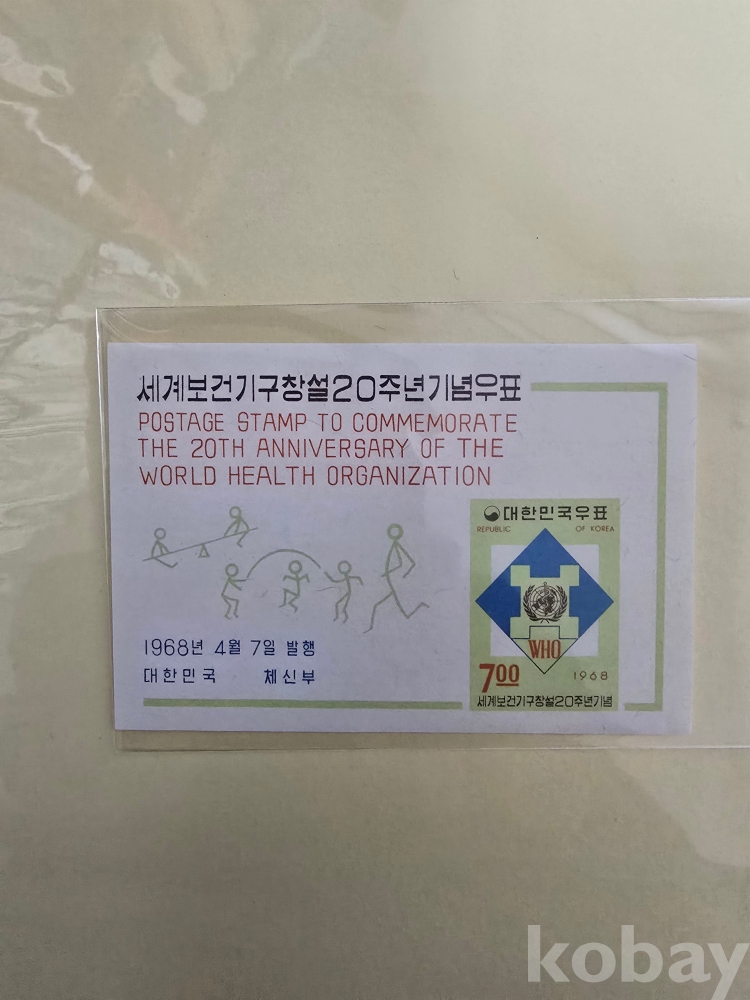 세계보건기구창설20주년기념우표
POSTAGE STAMP TO COMMEMORATE
THE 20TH ANNIVERSARY OF THE
WORLD HEALTH ORGANIZATION
대한민국우표
REPUBLIC OF KOREA
WHO
7.00 1968
세계보건기구창설20주년기념
1968년 4월 7일 발행
대한민국 체신부
kobay